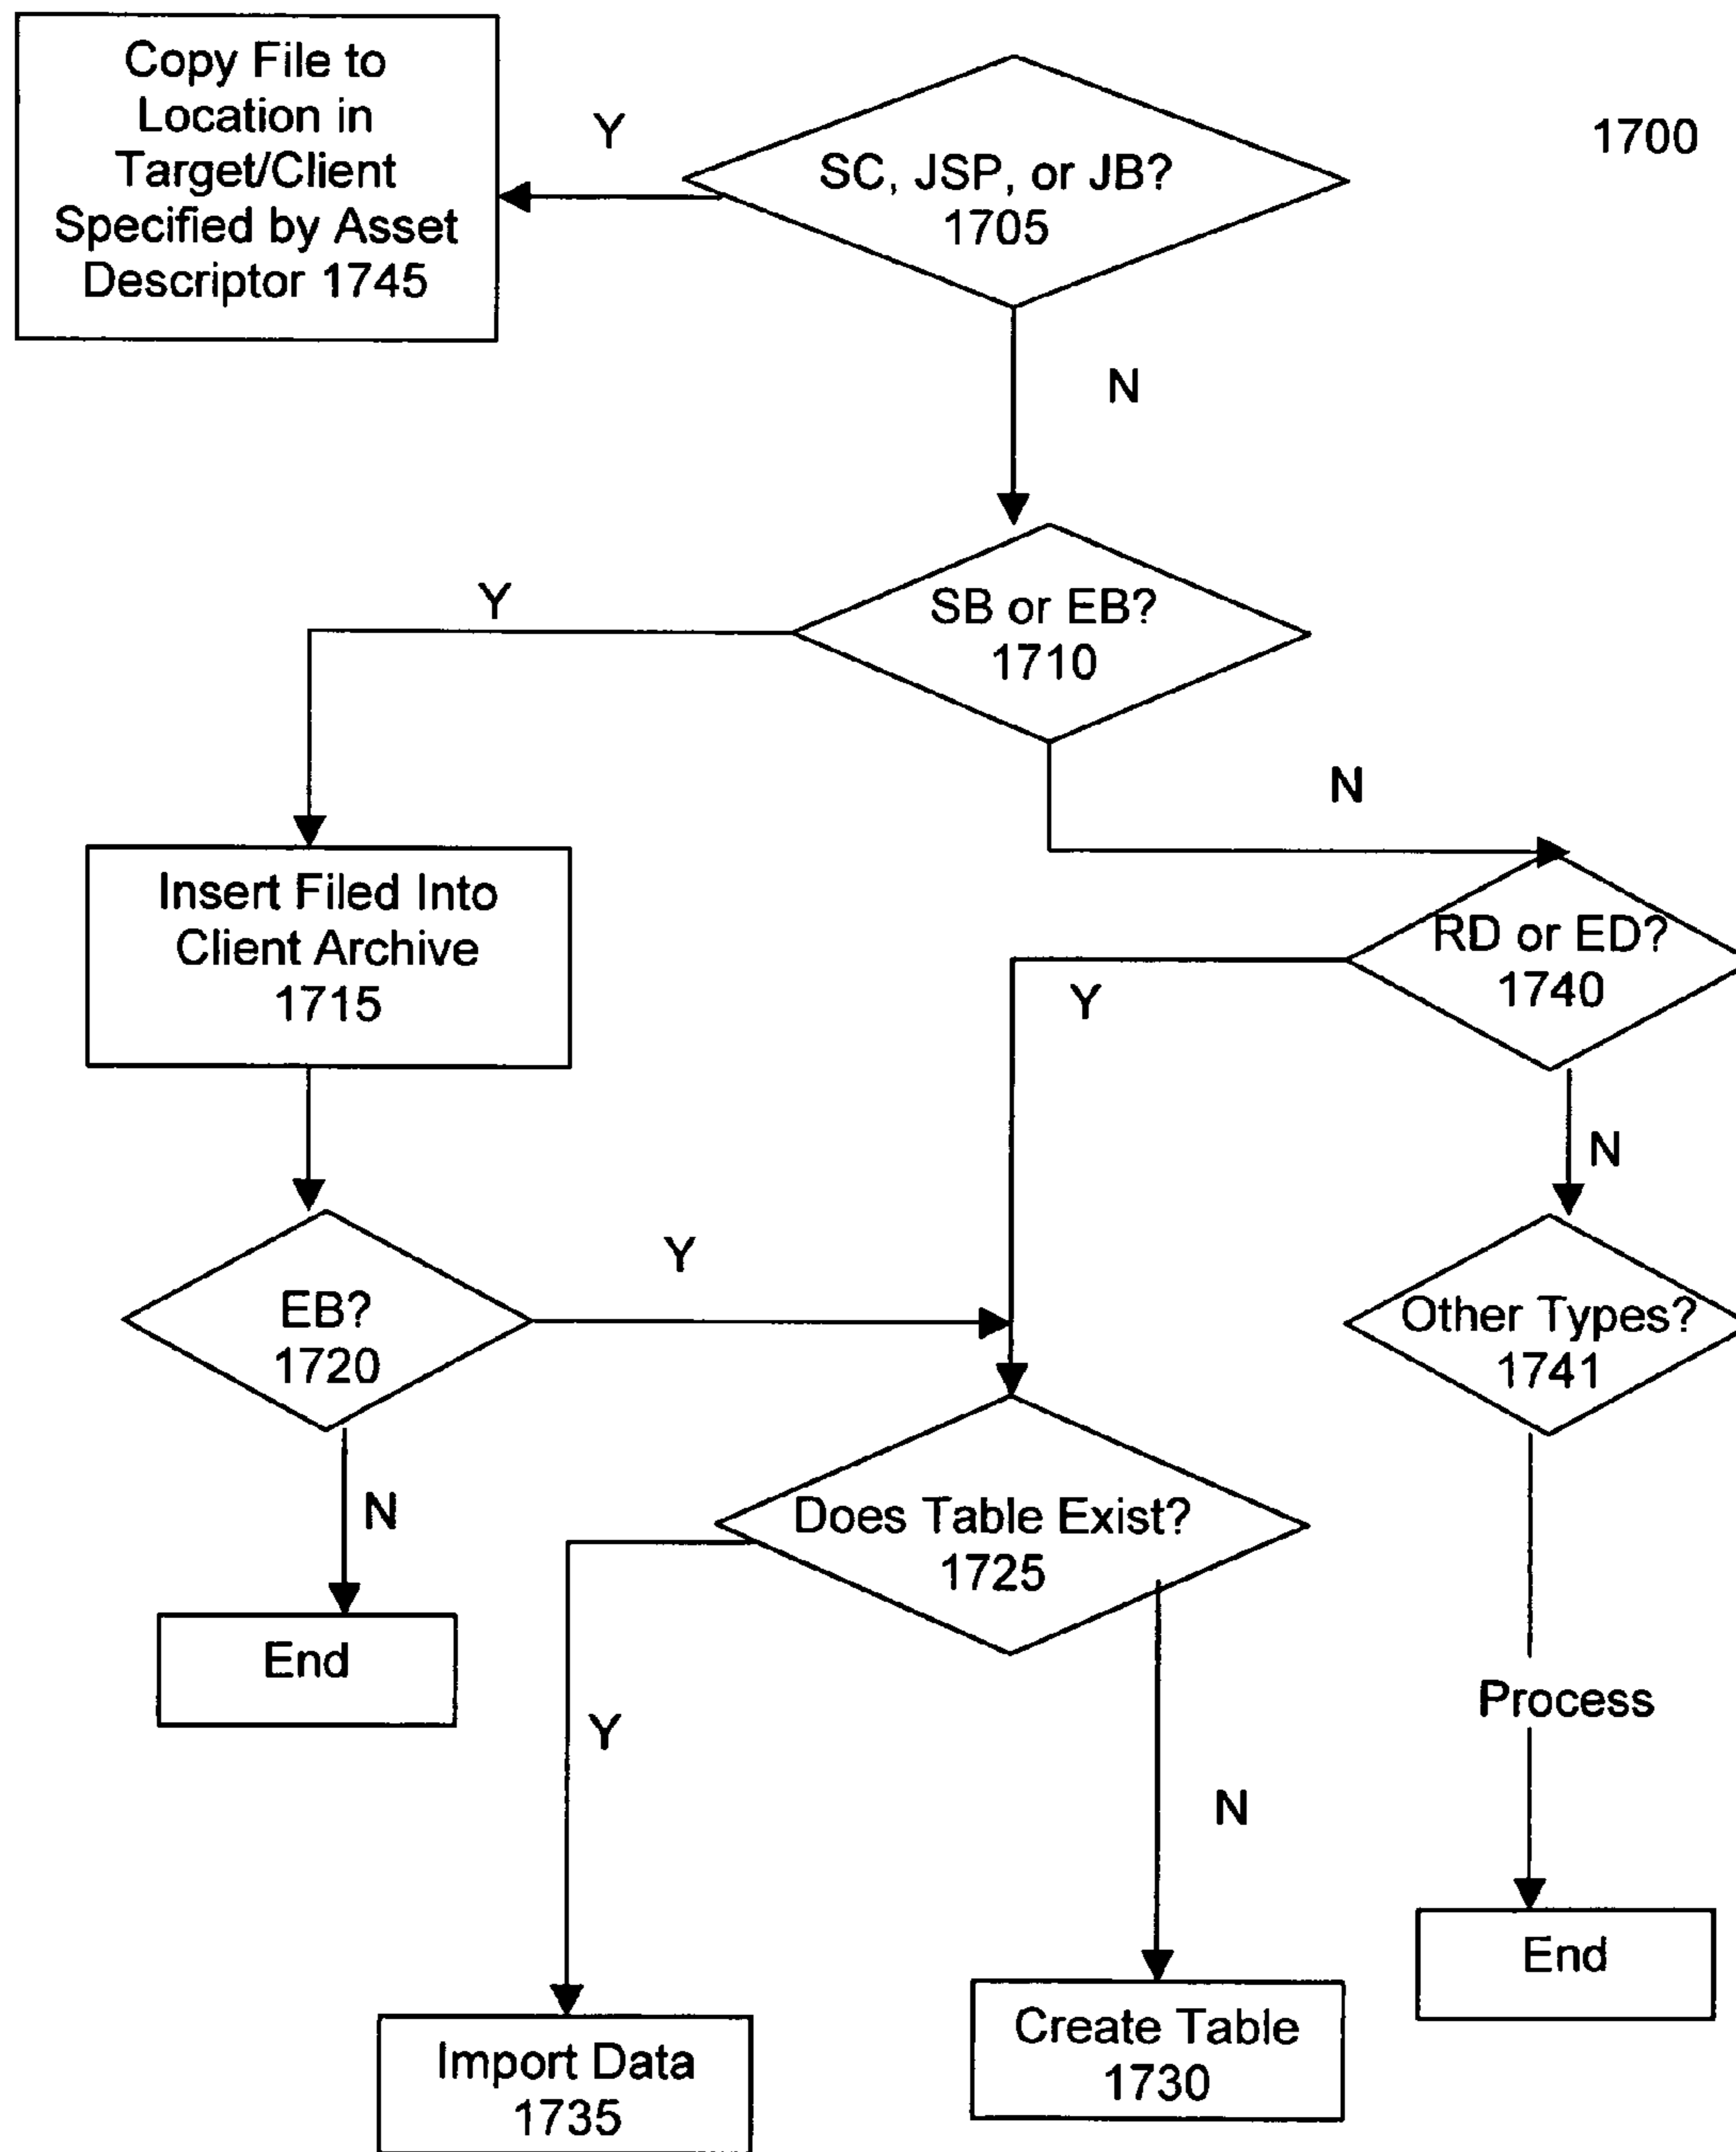 Copy File to
Location in
Target/Client
Specified by Asset
Descriptor 1745
Y
SC, JSP, or JB?
1705
1700
N
SB or EB?
1710
Y
N
Insert Filed Into
Client Archive
1715
RD or ED?
1740
Y
N
EB?
1720
Y
Other Types?
1741
N
Does Table Exist?
1725
End
Y
N
Process
End
Import Data
1735
Create Table
1730